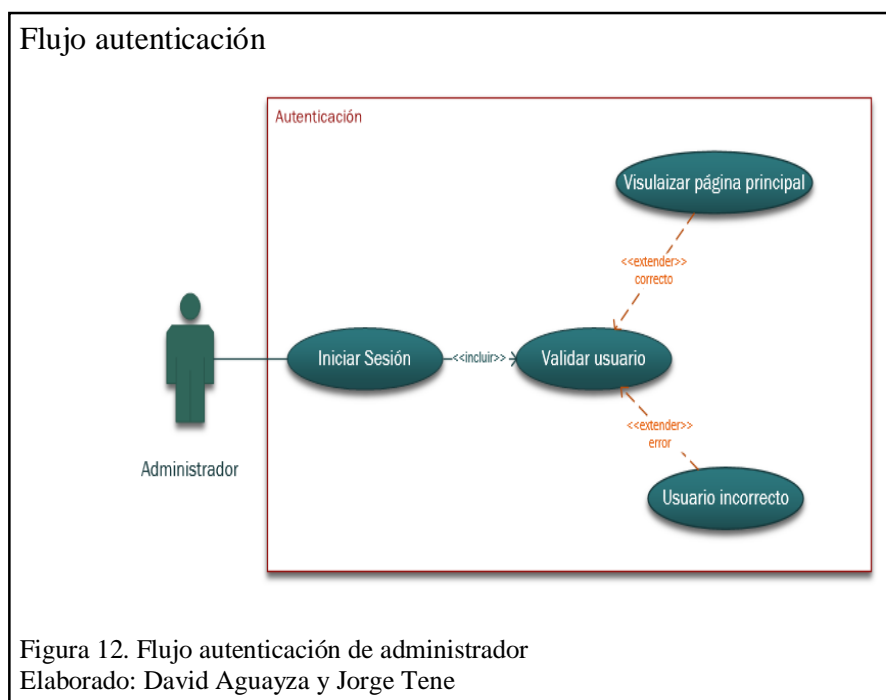 Flujo autenticación
Autenticación
Visulaizar página principal
<<extender>>
correcto
Iniciar Sesión
<<incluir>>
Validar usuario
<<extender>>
error
Administrador
Usuario incorrecto
Figura 12. Flujo autenticación de administrador
Elaborado: David Aguayza y Jorge Tene